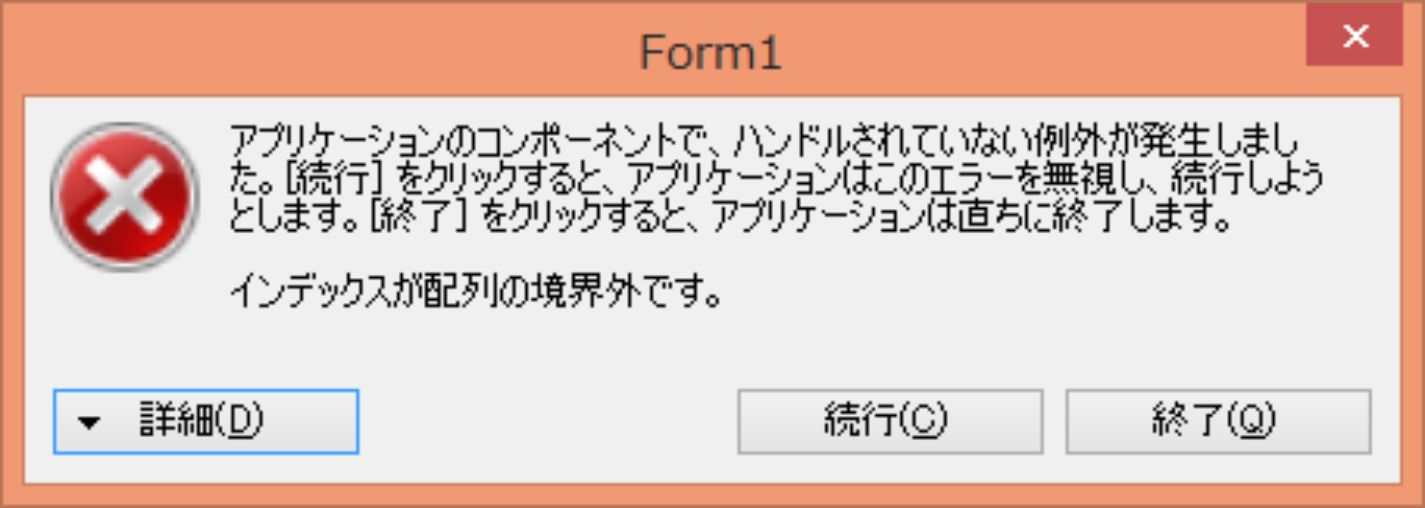 Form1
アプリケーションのコンポーネントで、ハンドルされていない例外が発生しまし
た。[続行] をクリックすると、アプリケーションはこのエラーを無視し、続行しよう
とします。[終了] をクリックすると、アプリケーションは直ちに終了します。
インデックスが配列の境界外です。
詳細(D)
続行(C)
終了(Q)